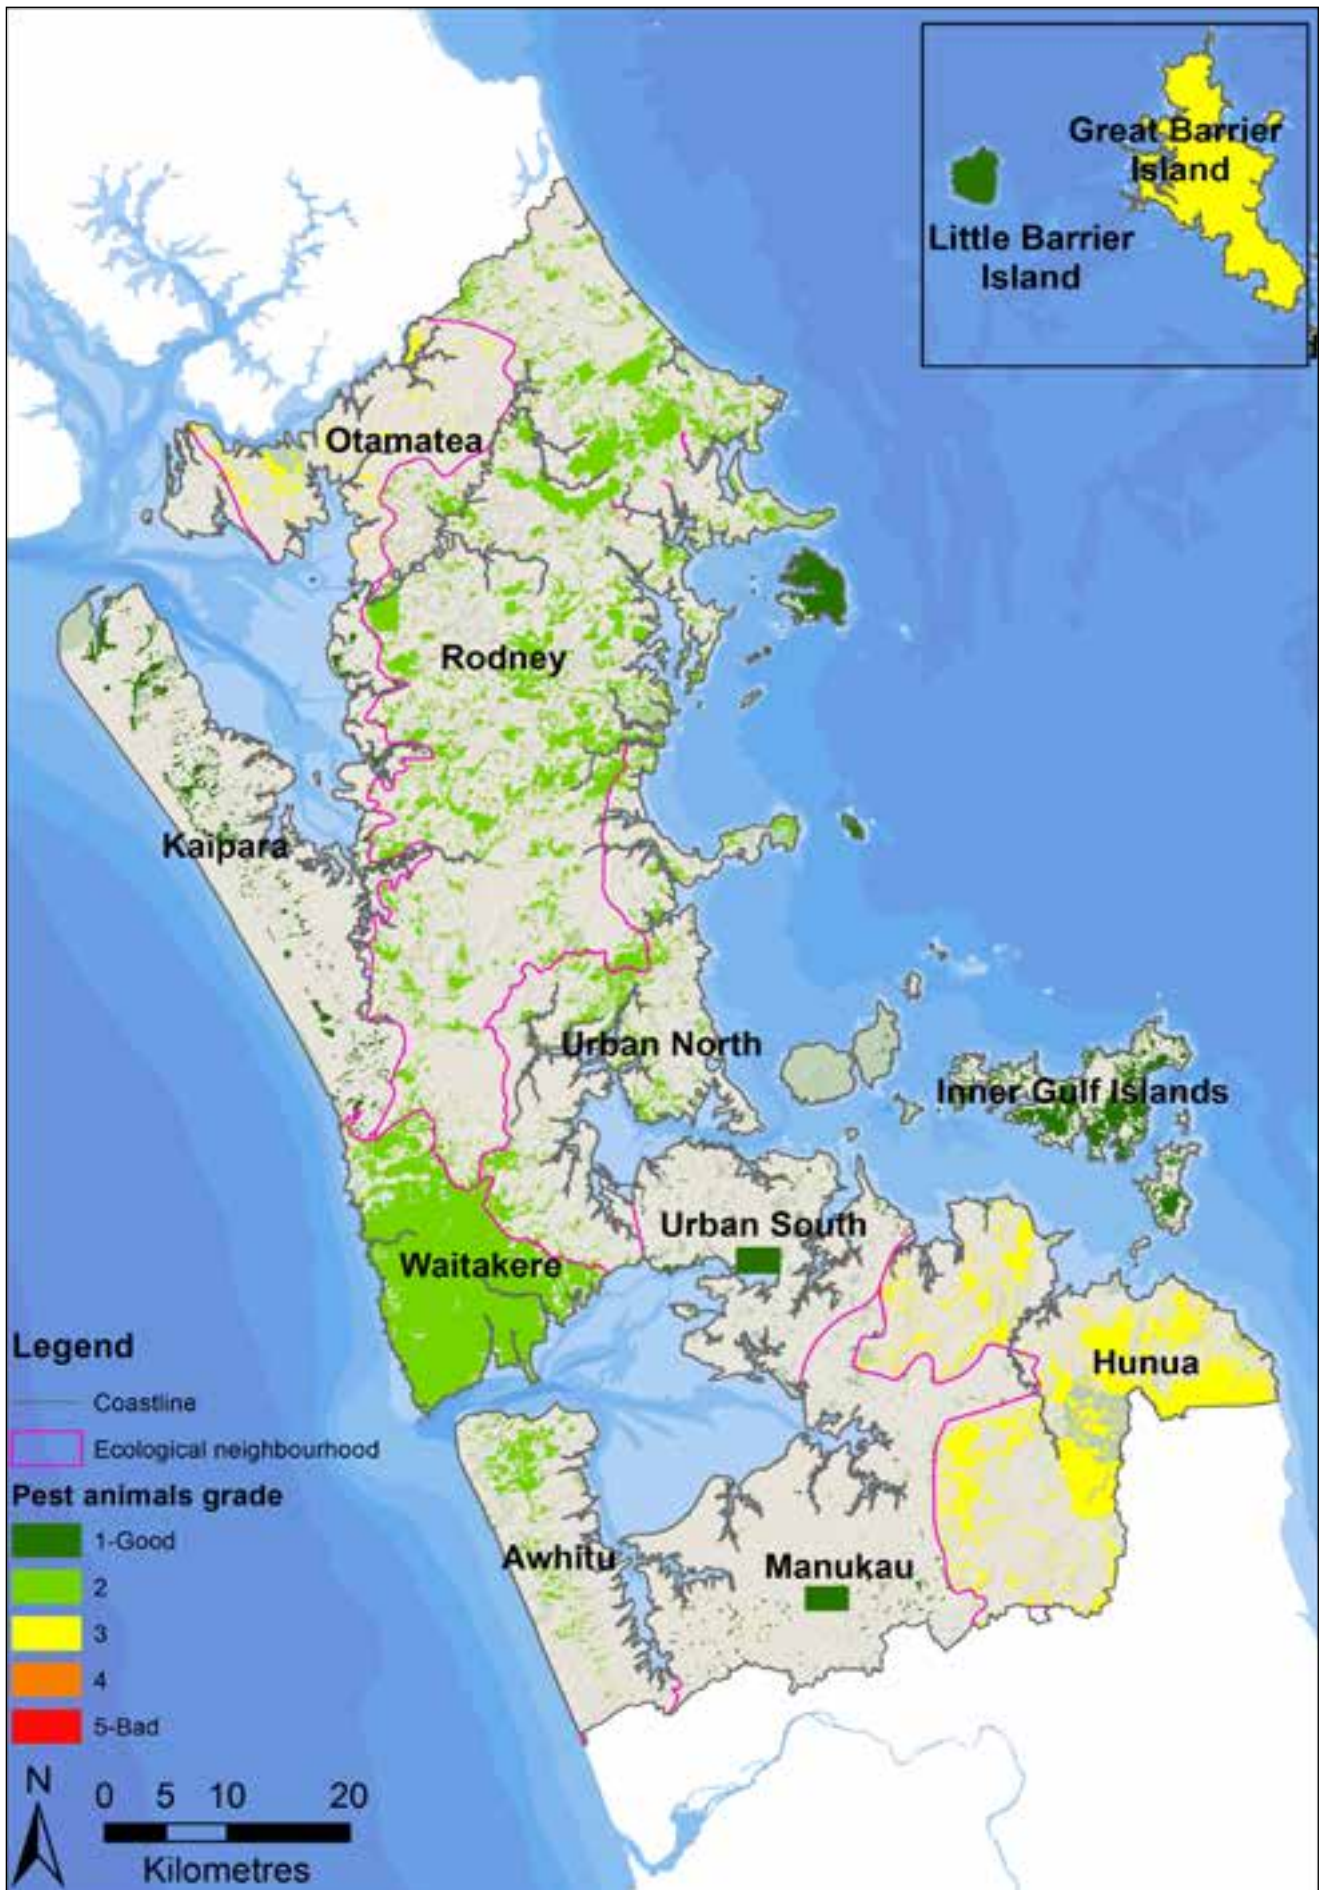 Great Barrier
Island
Little Barrier
Island
Otamatea
Rodney
Kaipara
Urban North
Inner Gulf Islands
Urban South
Waitakere
Hunua
Awhitu
Manukau
Legend
Coastline
Ecological neighbourhood
Pest animals grade
1-Good
2
3
4
5-Bad
N
0 5 10 20
Kilometres